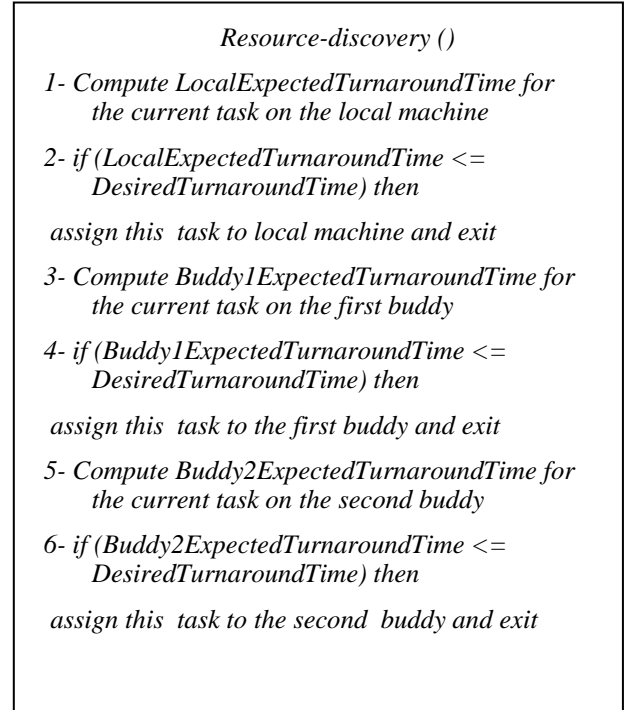 Resource-discovery ()
1- Compute LocalExpectedTurnaroundTime for
the current task on the local machine
2- if (LocalExpectedTurnaroundTime <=
DesiredTurnaroundTime) then
assign this  task to local machine and exit
3- Compute Buddy1ExpectedTurnaroundTime for
the current task on the first buddy
4- if (Buddy1ExpectedTurnaroundTime <=
DesiredTurnaroundTime) then
assign this  task to the first buddy and exit
5- Compute Buddy2ExpectedTurnaroundTime for
the current task on the second buddy
6- if (Buddy2ExpectedTurnaroundTime <=
DesiredTurnaroundTime) then
assign this  task to the second  buddy and exit